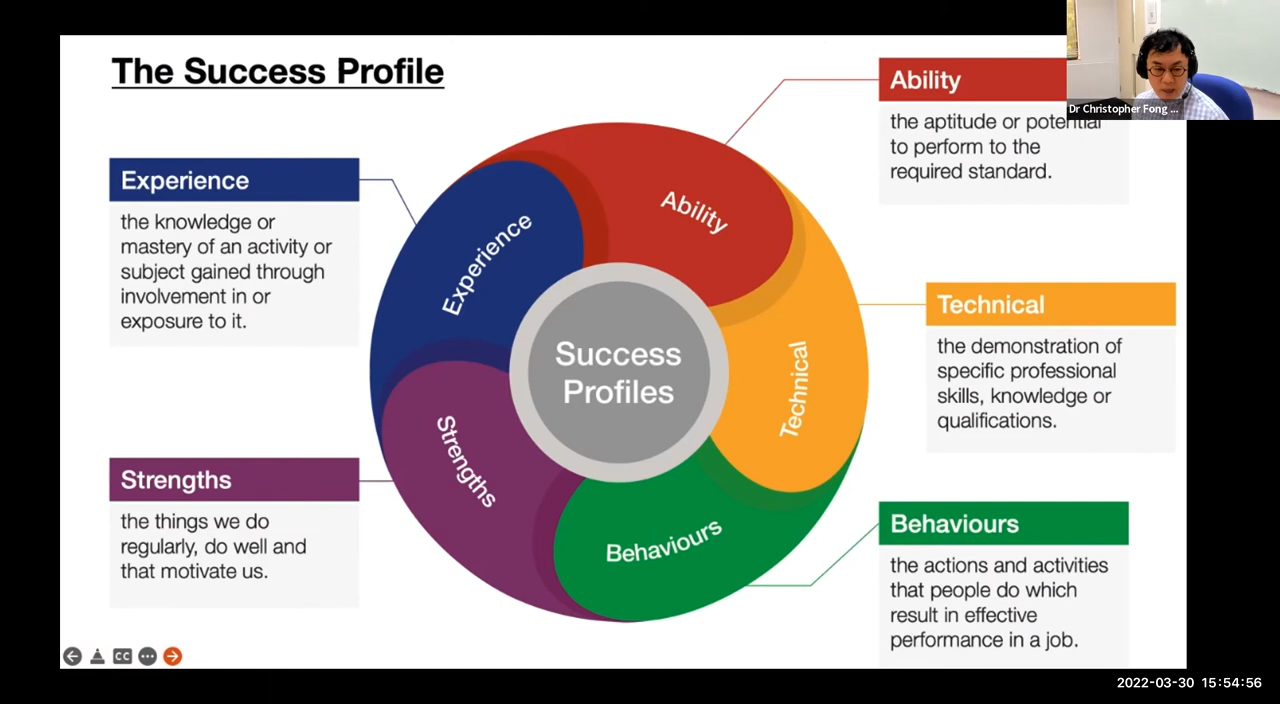 The Success Profile
Experience
the knowledge or
mastery of an activity or
subject gained through
involvement in or
exposure to it.
Strengths
the things we do
regularly, do well and
that motivate us.
Experience
Ability
Technical
Behaviours
Strengths
Success
Profiles
Ability
the aptitude or potential
to perform to the
required standard.
Technical
the demonstration of
specific professional
skills, knowledge or
qualifications.
Behaviours
the actions and activities
that people do which
result in effective
performance in a job.
Dr Christopher Fong ...
CC
2022-03-30 15:54:56